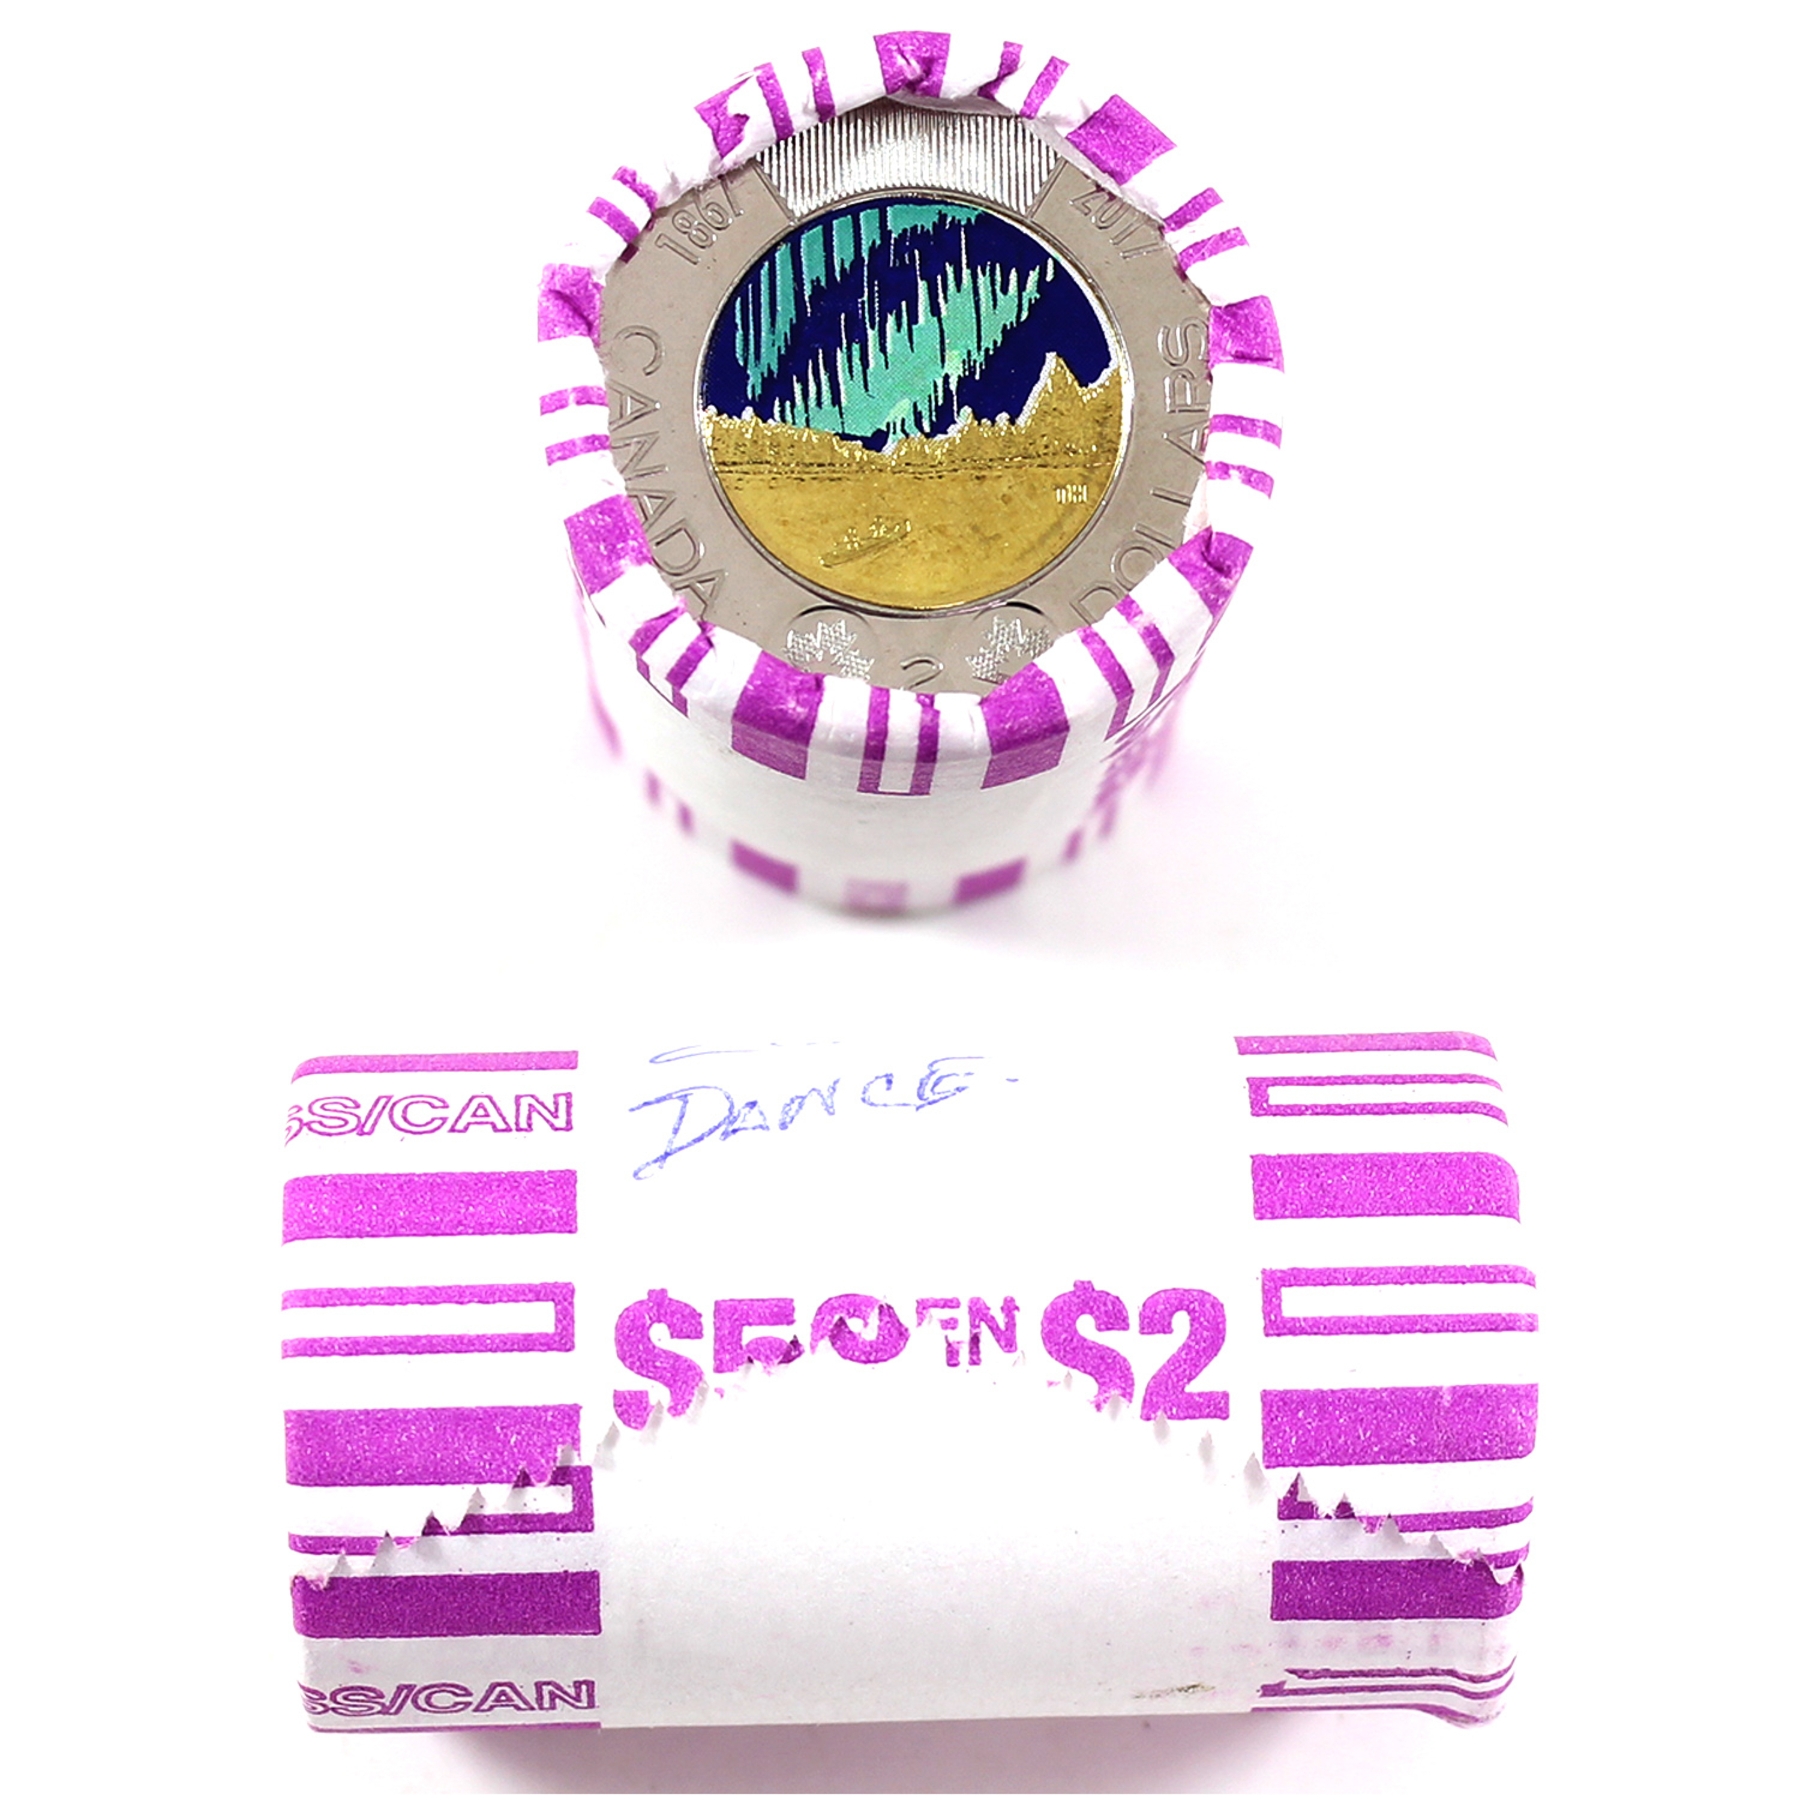 1867
2017
CANADA
DOLLARS
2
DANCE
SS/CAN
$50 EN $2
SS/CAN